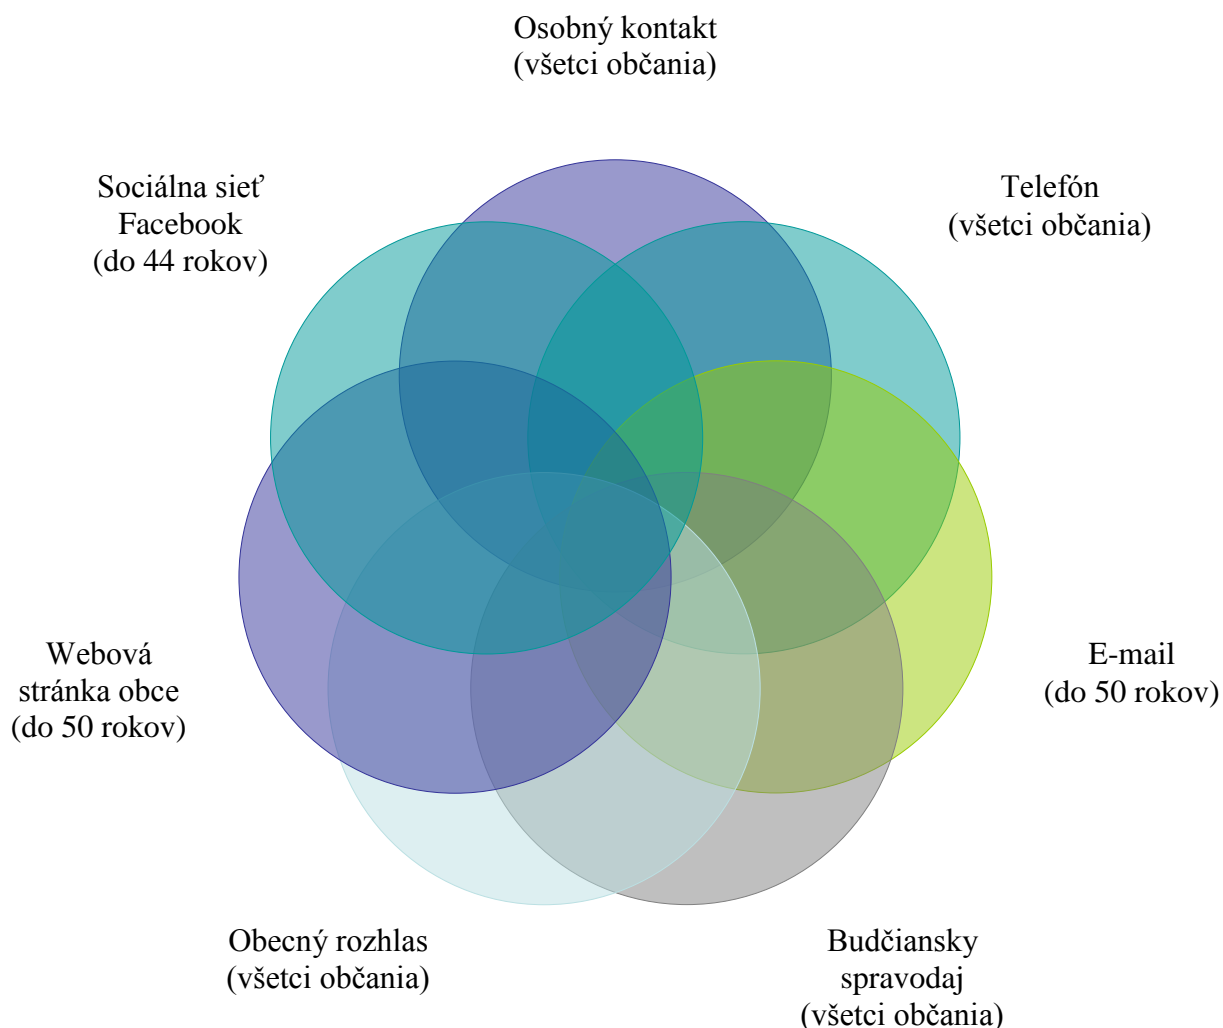 Osobný kontakt
(všetci občania)
Telefón
(všetci občania)
E-mail
(do 50 rokov)
Budčiansky
spravodaj
(všetci občania)
Obecný rozhlas
(všetci občania)
Webová
stránka obce
(do 50 rokov)
Sociálna sieť
Facebook
(do 44 rokov)